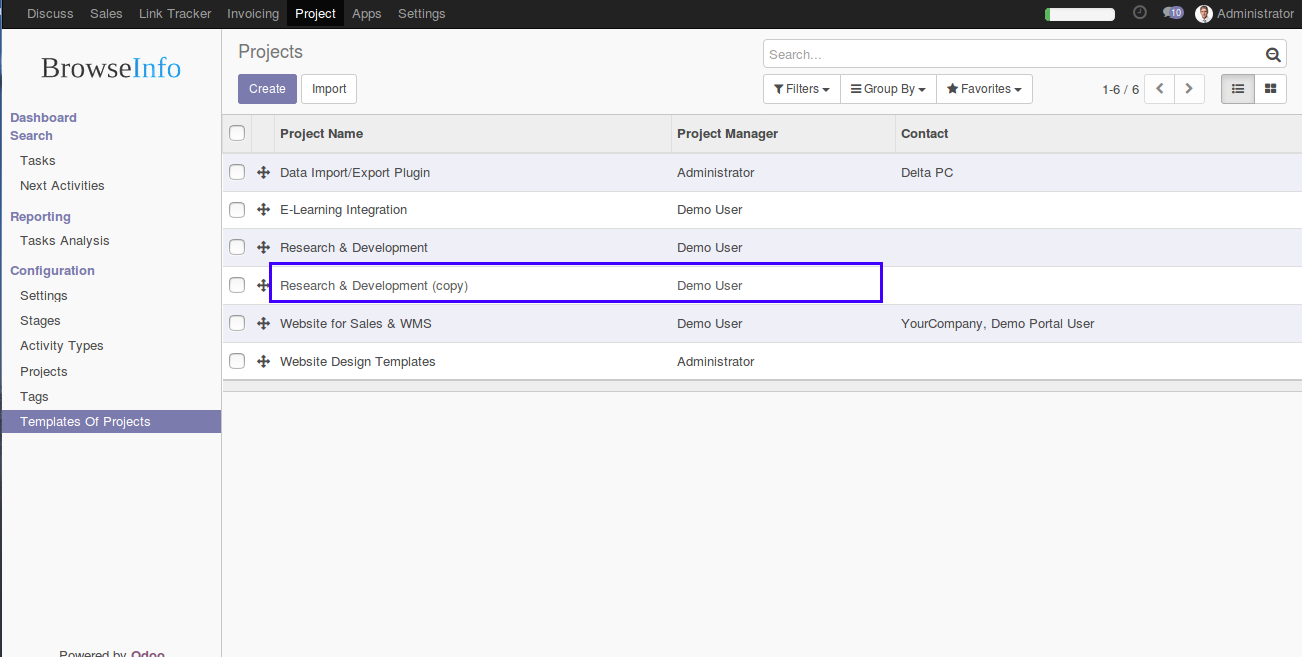 Discuss Sales Link Tracker Invoicing Project Apps Settings 10 Administrator
BrowseInfo
Dashboard
Search
Tasks
Next Activities
Reporting
Tasks Analysis
Configuration
Settings
Stages
Activity Types
Projects
Tags
Templates Of Projects
Powered by Odoo
Projects
Search...
Create Import Filters Group By Favorites 1-6 / 6
Project Name Project Manager Contact
Data Import/Export Plugin Administrator Delta PC
E-Learning Integration Demo User
Research & Development Demo User
Research & Development (copy) Demo User
Website for Sales & WMS Demo User YourCompany, Demo Portal User
Website Design Templates Administrator